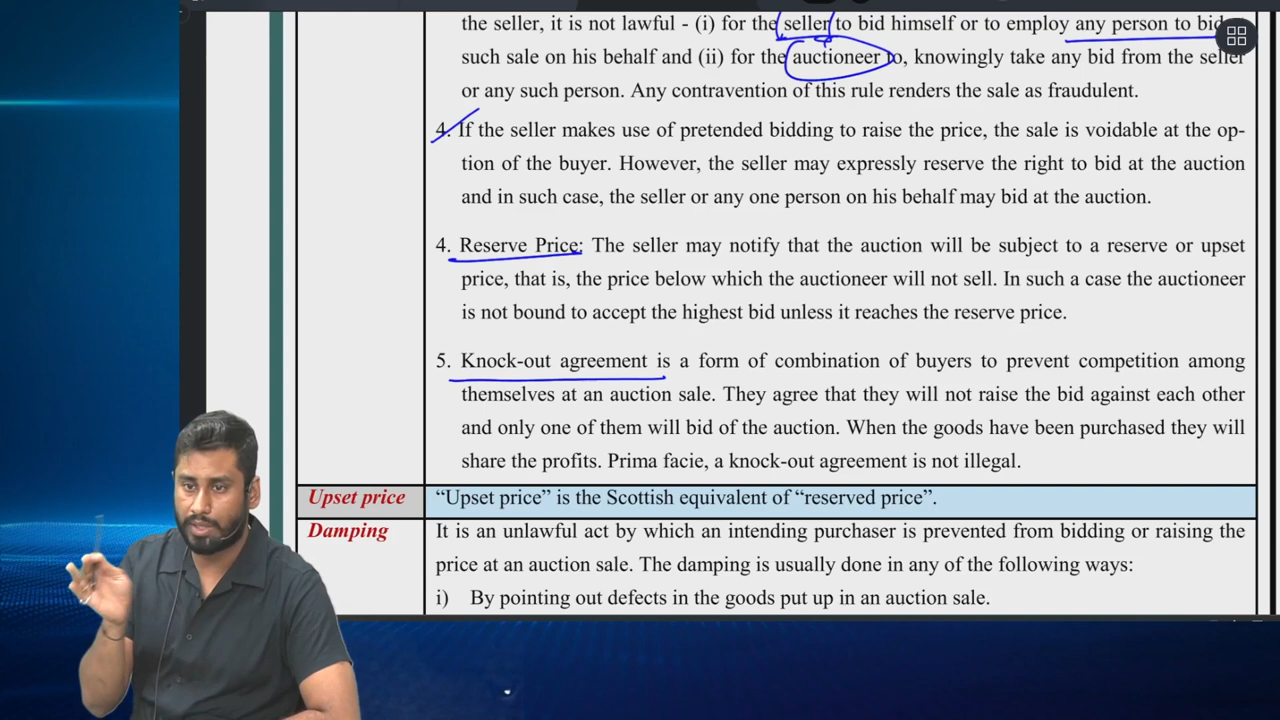 the seller, it is not lawful - (i) for the seller to bid himself or to employ any person to bid
such sale on his behalf and (ii) for the auctioneer to, knowingly take any bid from the seller
or any such person. Any contravention of this rule renders the sale as fraudulent.
4. If the seller makes use of pretended bidding to raise the price, the sale is voidable at the op-
tion of the buyer. However, the seller may expressly reserve the right to bid at the auction
and in such case, the seller or any one person on his behalf may bid at the auction.
4. Reserve Price: The seller may notify that the auction will be subject to a reserve or upset
price, that is, the price below which the auctioneer will not sell. In such a case the auctioneer
is not bound to accept the highest bid unless it reaches the reserve price.
5. Knock-out agreement is a form of combination of buyers to prevent competition among
themselves at an auction sale. They agree that they will not raise the bid against each other
and only one of them will bid of the auction. When the goods have been purchased they will
share the profits. Prima facie, a knock-out agreement is not illegal.
Upset price “Upset price” is the Scottish equivalent of “reserved price”.
Damping It is an unlawful act by which an intending purchaser is prevented from bidding or raising the
price at an auction sale. The damping is usually done in any of the following ways:
i) By pointing out defects in the goods put up in an auction sale.